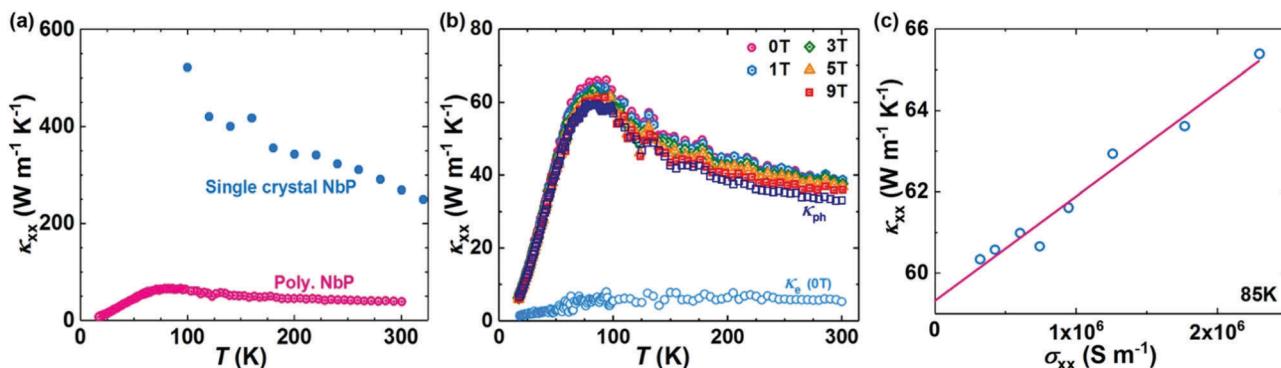 (a)
600
400
200
0
κxx (W m⁻¹ K⁻¹)
Single crystal NbP
Poly. NbP
0 100 200 300
T (K)
(b)
80
60
40
20
0
κxx (W m⁻¹ K⁻¹)
0T 3T
1T 5T
9T
κph
κe (0T)
0 100 200 300
T (K)
(c)
66
64
62
60
κxx (W m⁻¹ K⁻¹)
85K
0 1x10⁶ 2x10⁶
σxx (S m⁻¹)